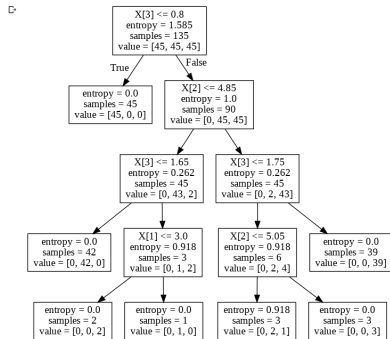 X[3] <= 0.8
entropy = 1.585
samples = 135
value = [45, 45, 45]
True
False
entropy = 0.0
samples = 45
value = [45, 0, 0]
X[2] <= 4.85
entropy = 1.0
samples = 90
value = [0, 45, 45]
X[3] <= 1.65
entropy = 0.262
samples = 45
value = [0, 43, 2]
X[3] <= 1.75
entropy = 0.262
samples = 45
value = [0, 2, 43]
entropy = 0.0
samples = 42
value = [0, 42, 0]
X[1] <= 3.0
entropy = 0.918
samples = 3
value = [0, 1, 2]
X[2] <= 5.05
entropy = 0.918
samples = 6
value = [0, 2, 4]
entropy = 0.0
samples = 39
value = [0, 0, 39]
entropy = 0.0
samples = 2
value = [0, 0, 2]
entropy = 0.0
samples = 1
value = [0, 1, 0]
entropy = 0.918
samples = 3
value = [0, 2, 1]
entropy = 0.0
samples = 3
value = [0, 0, 3]